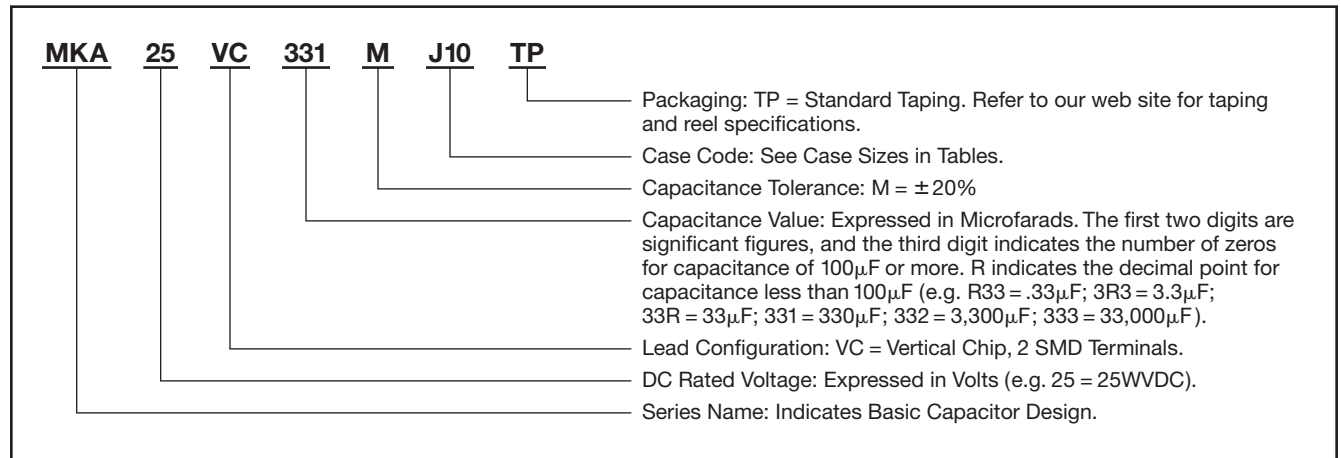 MKA 25 VC 331 M J10 TP
Packaging: TP = Standard Taping. Refer to our web site for taping
and reel specifications.
Case Code: See Case Sizes in Tables.
Capacitance Tolerance: M = ±20%
Capacitance Value: Expressed in Microfarads. The first two digits are
significant figures, and the third digit indicates the number of zeros
for capacitance of 100μF or more. R indicates the decimal point for
capacitance less than 100μF (e.g. R33 = .33μF; 3R3 = 3.3μF;
33R = 33μF; 331 = 330μF; 332 = 3,300μF; 333 = 33,000μF).
Lead Configuration: VC = Vertical Chip, 2 SMD Terminals.
DC Rated Voltage: Expressed in Volts (e.g. 25 = 25WVDC).
Series Name: Indicates Basic Capacitor Design.